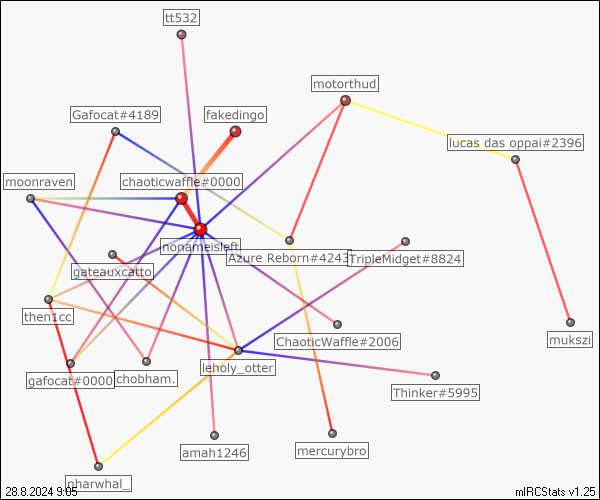 tt532
motorthud
Gafocat#4189
fakedingo
lucas das oppai#2396
moonraven
chaoticwaffle#0000
nonameisleft
Azure Reborn#4243
TripleMidget#8824
gateauxcatto
then1cc
ChaoticWaffle#2006
mukszi
gafocat#0000
chobham.
leholy_otter
Thinker#5995
amah1246
mercurybro
nharwhal_
28.8.2024 9:05
mIRCStats v1.25